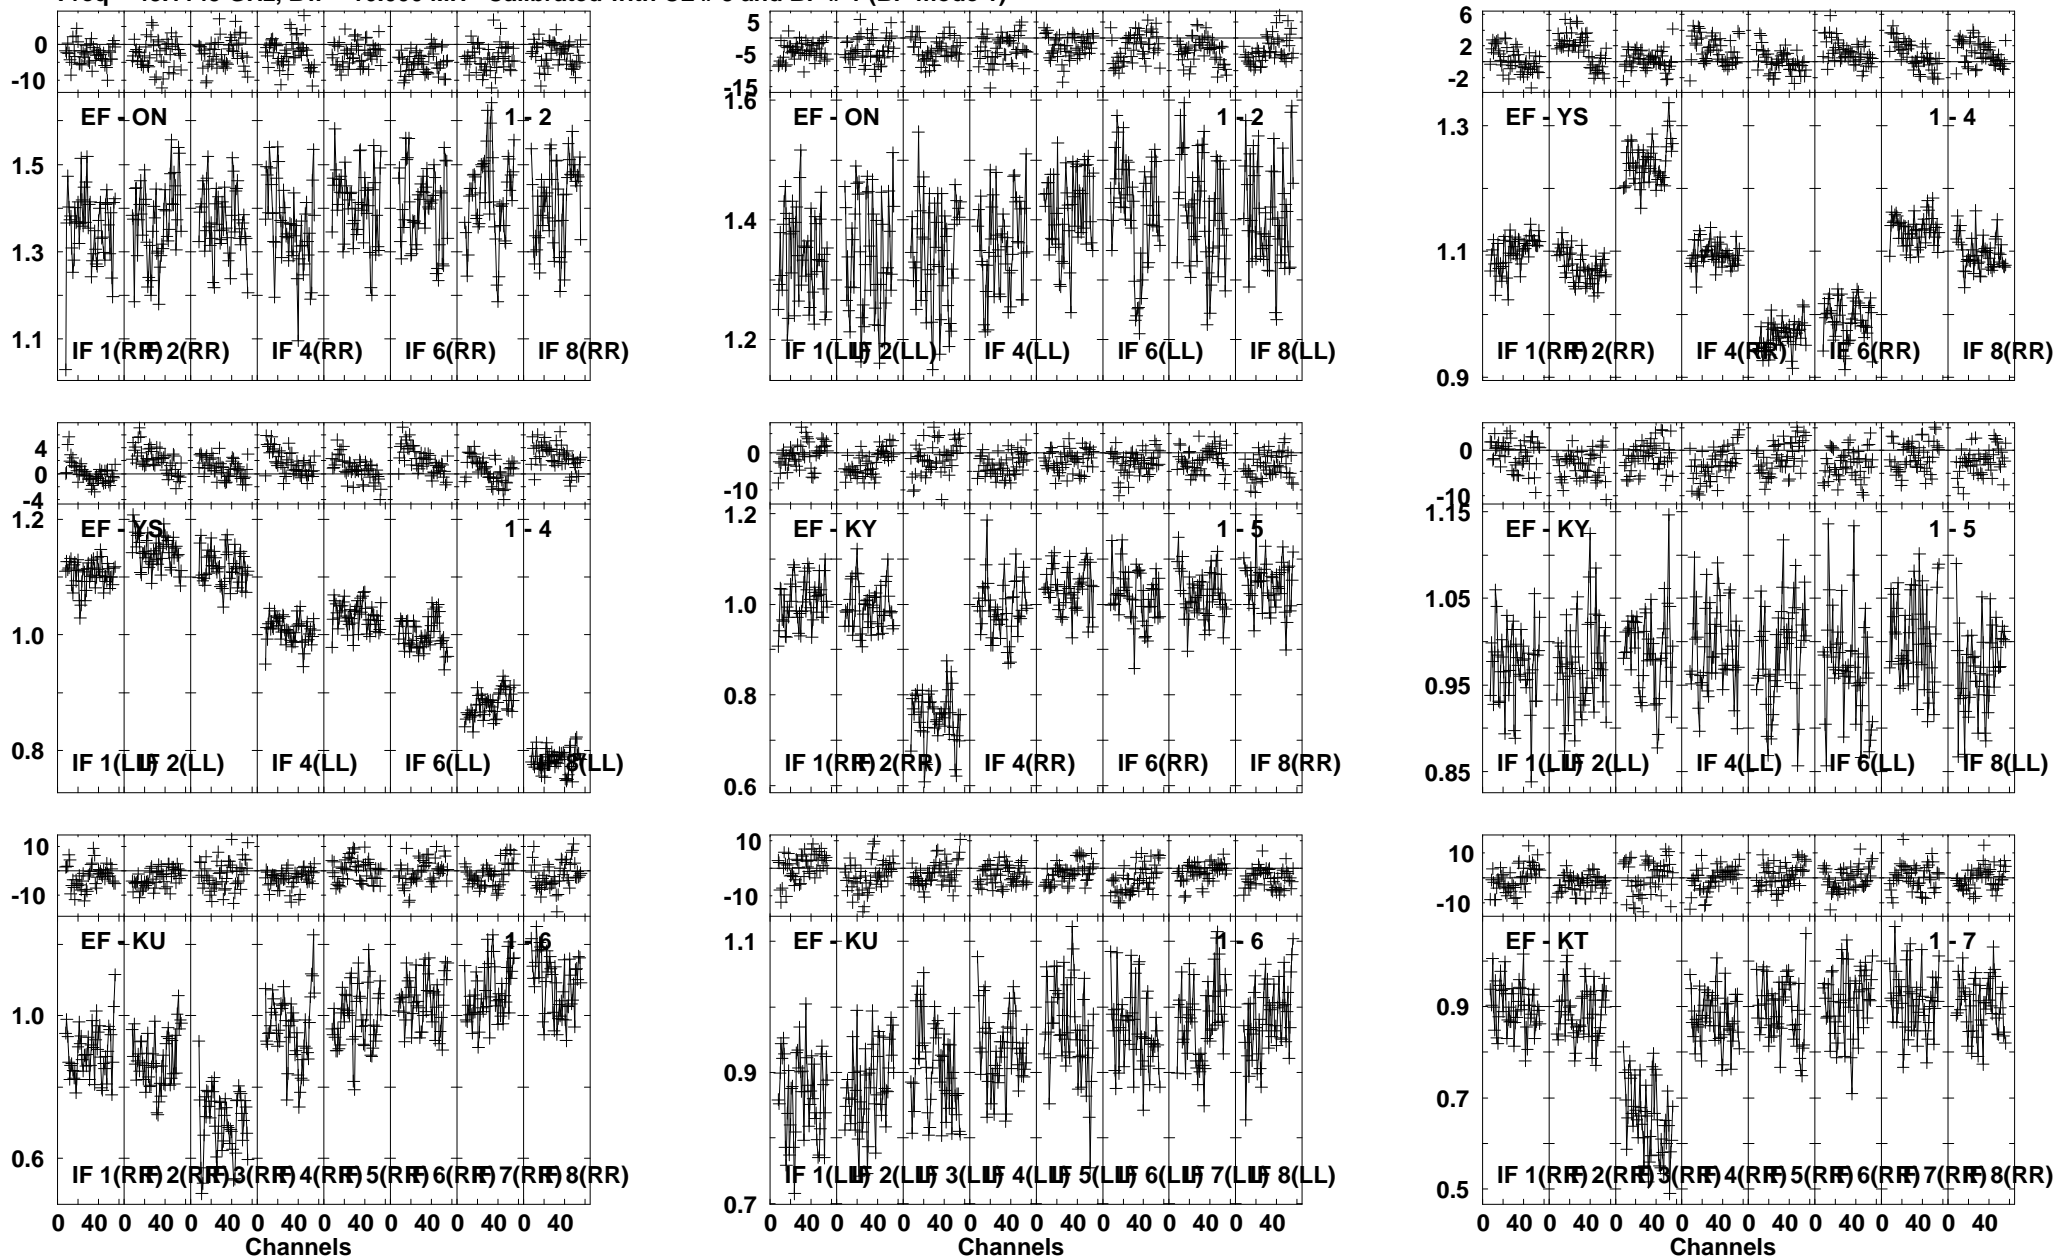 0
-10
EF - ON
1 - 2
1.5
1.3
1.1
IF 1(RR)
IF 2(RR)
IF 4(RR)
IF 6(RR)
IF 8(RR)
5
-5
-15
1.6
EF - ON
1 - 2
1.4
1.2
IF 1(LL)
IF 2(LL)
IF 4(LL)
IF 6(LL)
IF 8(LL)
6
2
-2
EF - YS
1 - 4
1.3
1.1
0.9
IF 1(RR)
IF 2(RR)
IF 4(RR)
IF 6(RR)
IF 8(RR)
4
0
-4
1.2
EF - YS
1 - 4
1.0
0.8
IF 1(LL)
IF 2(LL)
IF 4(LL)
IF 6(LL)
IF 8(LL)
0
-10
1.2
EF - KY
1 - 5
1.0
0.8
0.6
IF 1(RR)
IF 2(RR)
IF 4(RR)
IF 6(RR)
IF 8(RR)
0
-10
1.15
EF - KY
1 - 5
1.05
0.95
0.85
IF 1(LL)
IF 2(LL)
IF 4(LL)
IF 6(LL)
IF 8(LL)
10
-10
EF - KU
1 - 6
1.0
0.6
IF 1(RR)
IF 2(RR)
IF 3(RR)
IF 4(RR)
IF 5(RR)
IF 6(RR)
IF 7(RR)
IF 8(RR)
0 40 0 40 0 40 0 40 0 40 0 40 0 40 0 40
Channels
10
0
-10
EF - KU
1 - 6
1.1
0.9
0.7
IF 1(LL)
IF 2(LL)
IF 3(LL)
IF 4(LL)
IF 5(LL)
IF 6(LL)
IF 7(LL)
IF 8(LL)
0 40 0 40 0 40 0 40 0 40 0 40 0 40 0 40
Channels
10
-10
EF - KT
1 - 7
0.9
0.7
0.5
IF 1(RR)
IF 2(RR)
IF 3(RR)
IF 4(RR)
IF 5(RR)
IF 6(RR)
IF 7(RR)
IF 8(RR)
0 40 0 40 0 40 0 40 0 40 0 40 0 40 0 40
Channels